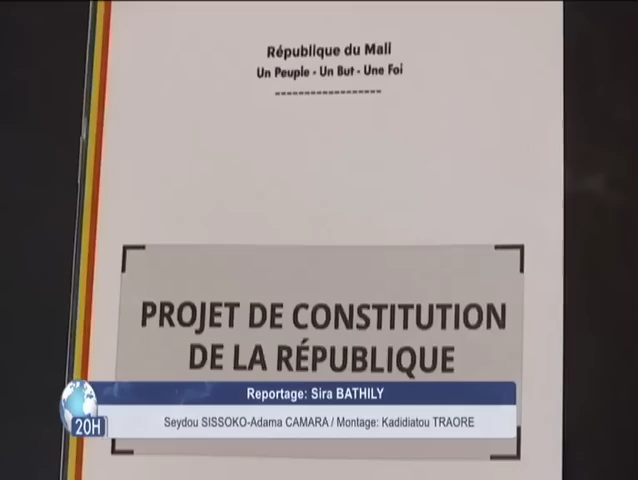 République du Mali
Un Peuple - Un But - Une Foi
------------------
PROJET DE CONSTITUTION
DE LA RÉPUBLIQUE
Reportage: Sira BATHILY
Seydou SISSOKO-Adama CAMARA / Montage: Kadidiatou TRAORE
20H